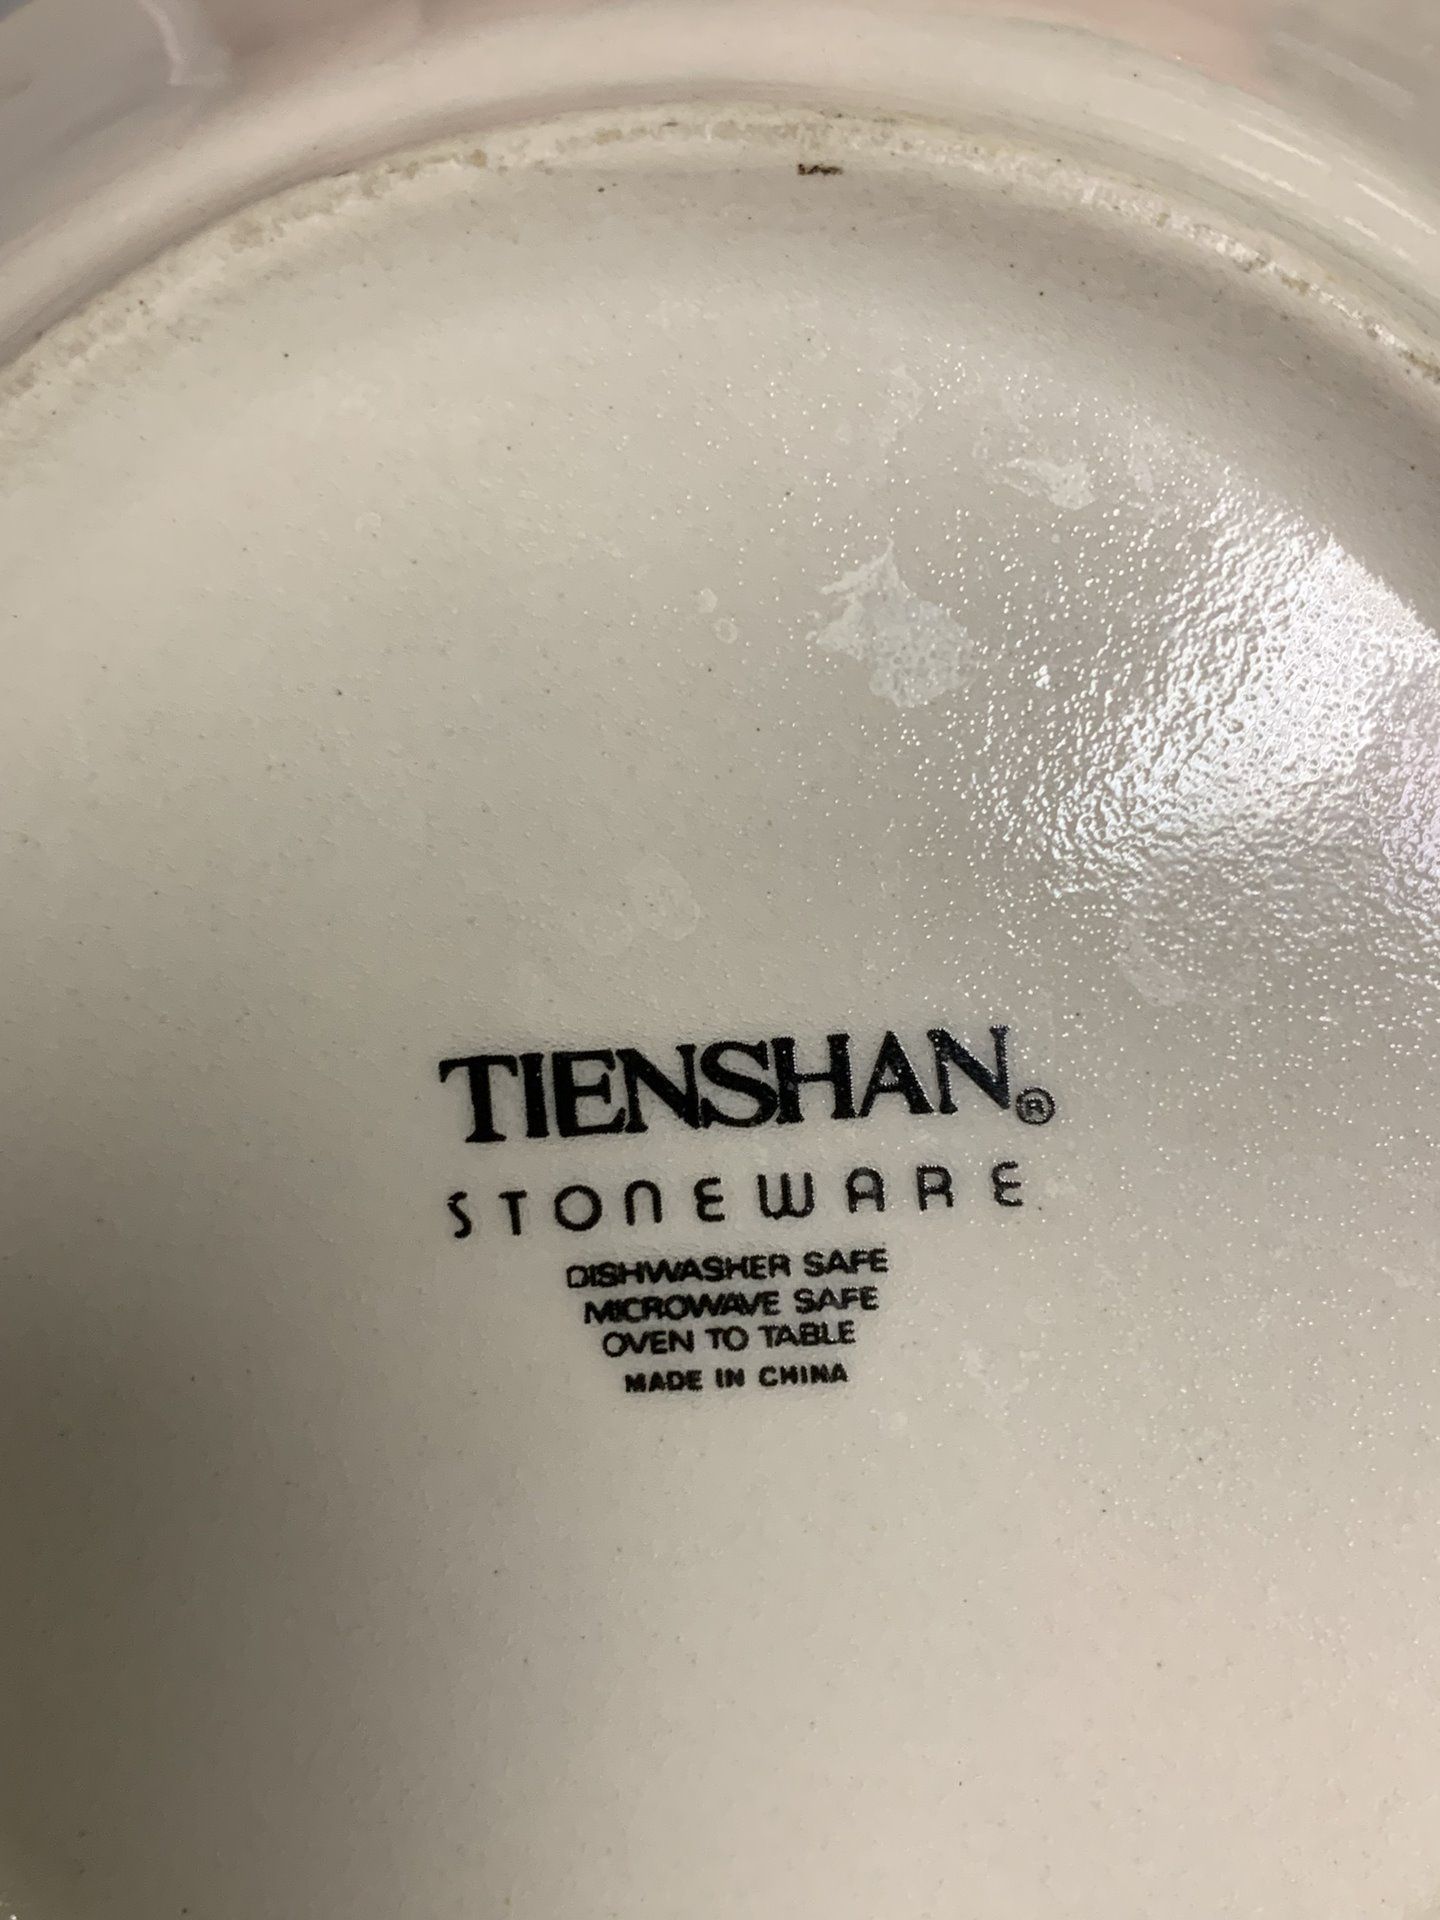 TIENSHAN®
STONEWARE
DISHWASHER SAFE
MICROWAVE SAFE
OVEN TO TABLE
MADE IN CHINA